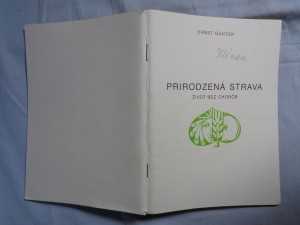 ERNST GÜNTER
PRIRODZENÁ STRAVA
ŽIVOT BEZ CHORÔB